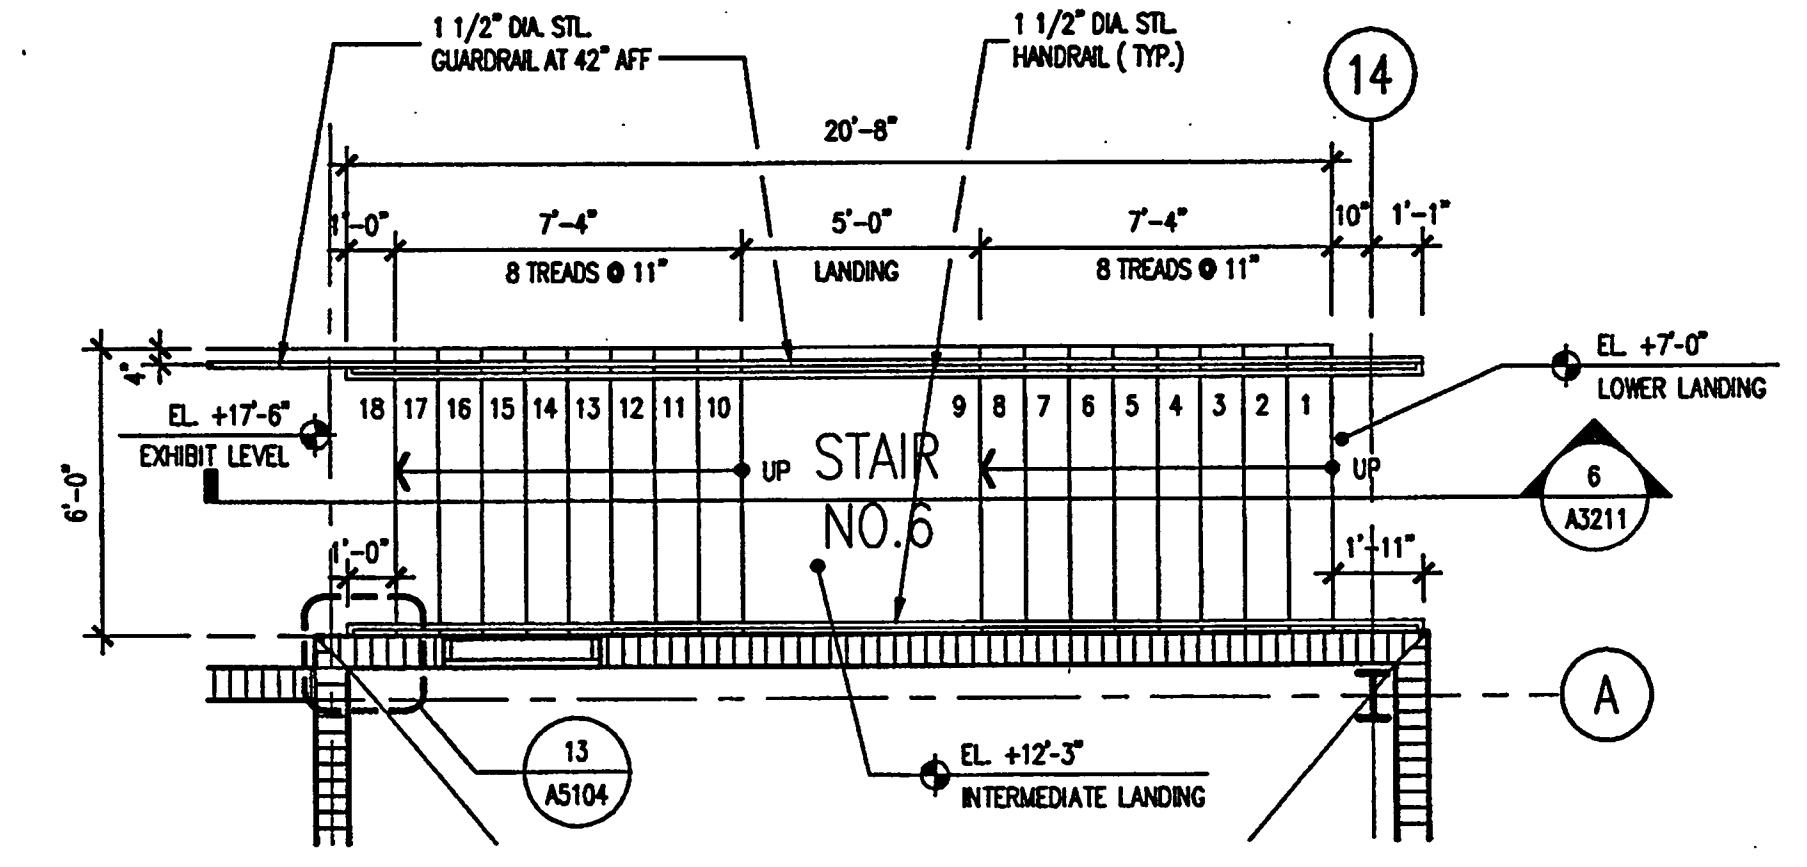 1 1/2" DIA. STL.
GUARDRAIL AT 42" AFF
1 1/2" DIA. STL.
HANDRAIL ( TYP.)
14
20'-8"
1'-0"
7'-4"
5'-0"
7'-4"
10"
1'-1"
8 TREADS @ 11"
LANDING
8 TREADS @ 11"
4"
EL. +7'-0"
LOWER LANDING
18 17 16 15 14 13 12 11 10 9 8 7 6 5 4 3 2 1
EL. +17'-6"
EXHIBIT LEVEL
UP
STAIR
NO.6
UP
6
A3211
6'-0"
1'-0"
1'-11"
A
13
A5104
EL. +12'-3"
INTERMEDIATE LANDING